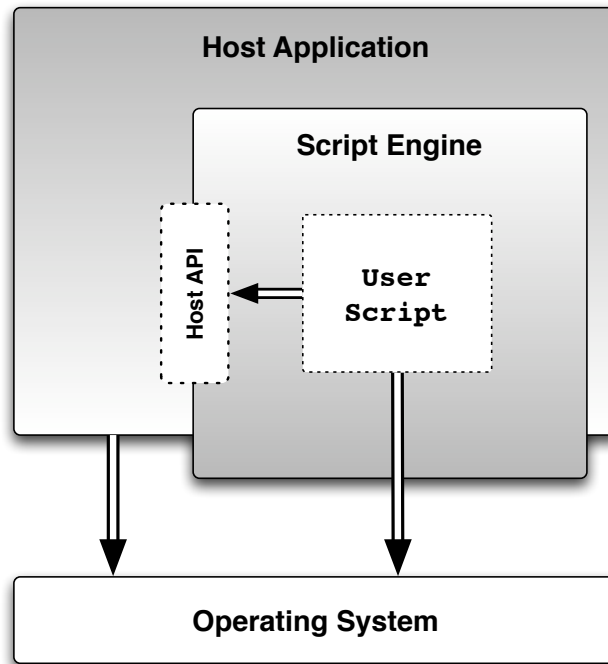 Host Application
Script Engine
Host API
User
Script
Operating System